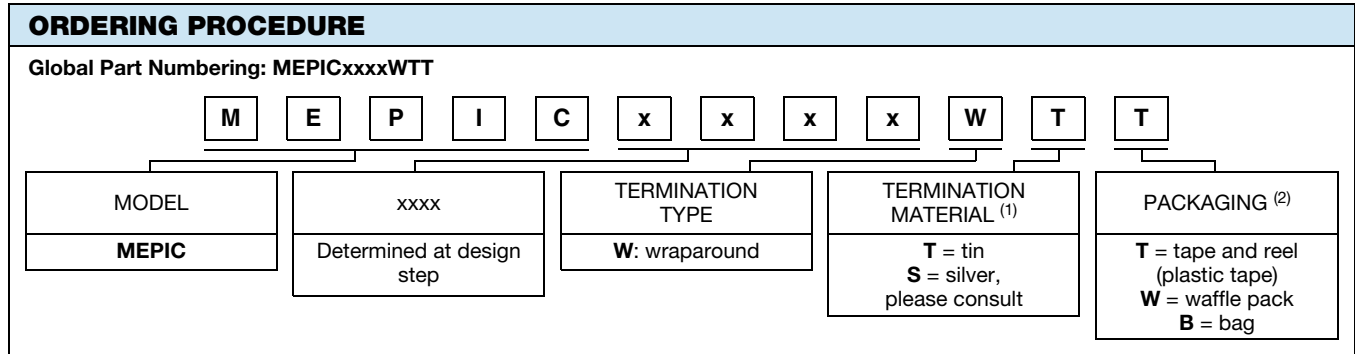 ORDERING PROCEDURE
Global Part Numbering: MEPICxxxxWTT
M E P I C x x x x W T T
MODEL
MEPIC
xxxx
Determined at design
step
TERMINATION
TYPE
W: wraparound
TERMINATION
MATERIAL (1)
T = tin
S = silver,
please consult
PACKAGING (2)
T = tape and reel
(plastic tape)
W = waffle pack
B = bag